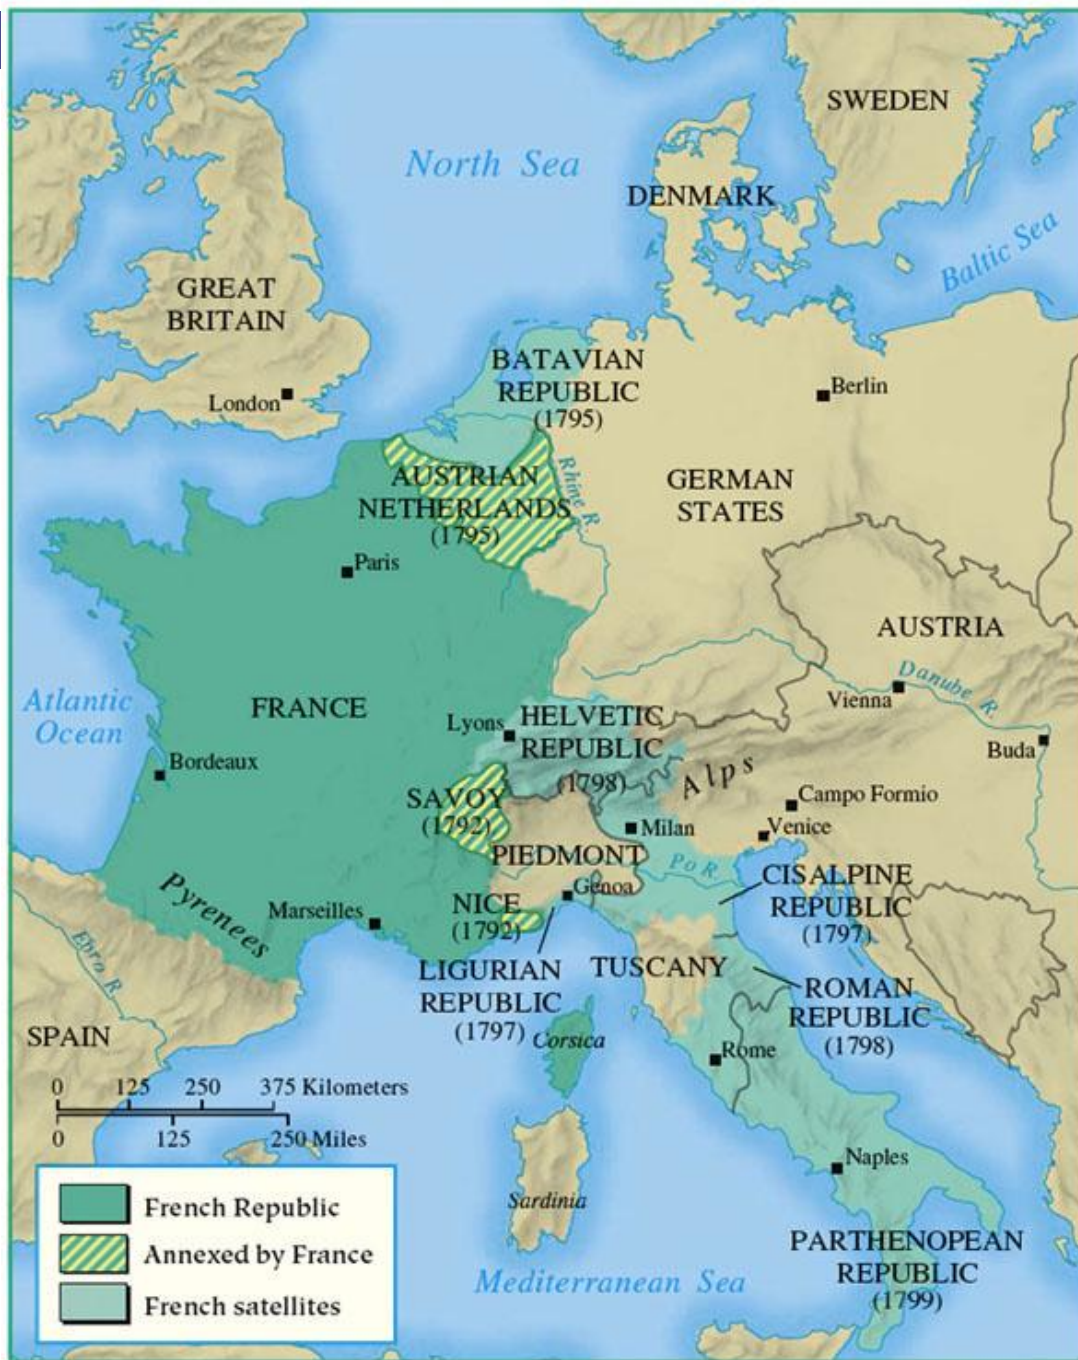 SWEDEN
North Sea
DENMARK
Baltic Sea
GREAT
BRITAIN
London
BATAVIAN
REPUBLIC
(1795)
Berlin
AUSTRIAN
NETHERLANDS
(1795)
Rhine R.
GERMAN
STATES
Paris
AUSTRIA
Atlantic
Ocean
FRANCE
Lyons
HELVETIC
REPUBLIC
(1798)
Vienna
Danube R.
Buda
Bordeaux
Alps
SAVOY
(1792)
Campo Formio
Milan
Venice
PIEDMONT
Po R.
Genoa
CISALPINE
REPUBLIC
(1797)
Pyrenees
Marseilles
NICE
(1792)
Ebro R.
LIGURIAN
REPUBLIC
(1797)
TUSCANY
ROMAN
REPUBLIC
(1798)
SPAIN
Corsica
Rome
0 125 250 375 Kilometers
0 125 250 Miles
Naples
Sardinia
French Republic
Annexed by France
French satellites
PARTHENOPEAN
REPUBLIC
(1799)
Mediterranean Sea